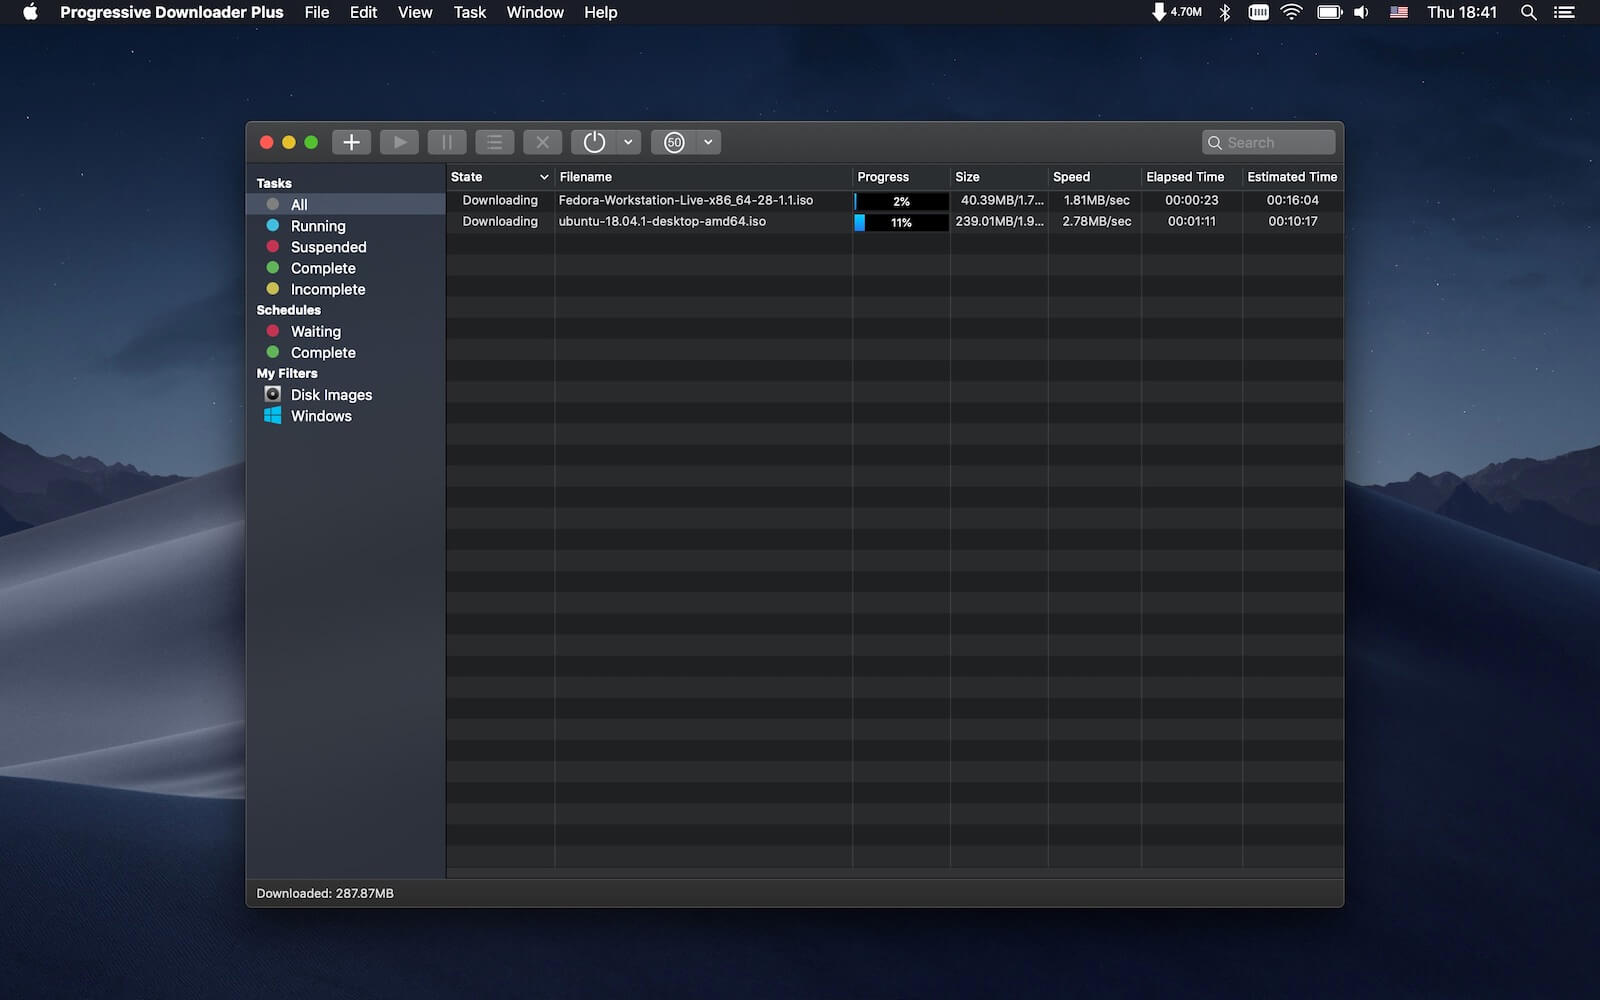 Progressive Downloader Plus File Edit View Task Window Help 4.70M Thu 18:41
50 Search
Tasks
All
Running
Suspended
Complete
Incomplete
Schedules
Waiting
Complete
My Filters
Disk Images
Windows
State Filename Progress Size Speed Elapsed Time Estimated Time
Downloading Fedora-Workstation-Live-x86_64-28-1.1.iso 2% 40.39MB/1.7... 1.81MB/sec 00:00:23 00:16:04
Downloading ubuntu-18.04.1-desktop-amd64.iso 11% 239.01MB/1.9... 2.78MB/sec 00:01:11 00:10:17
Downloaded: 287.87MB